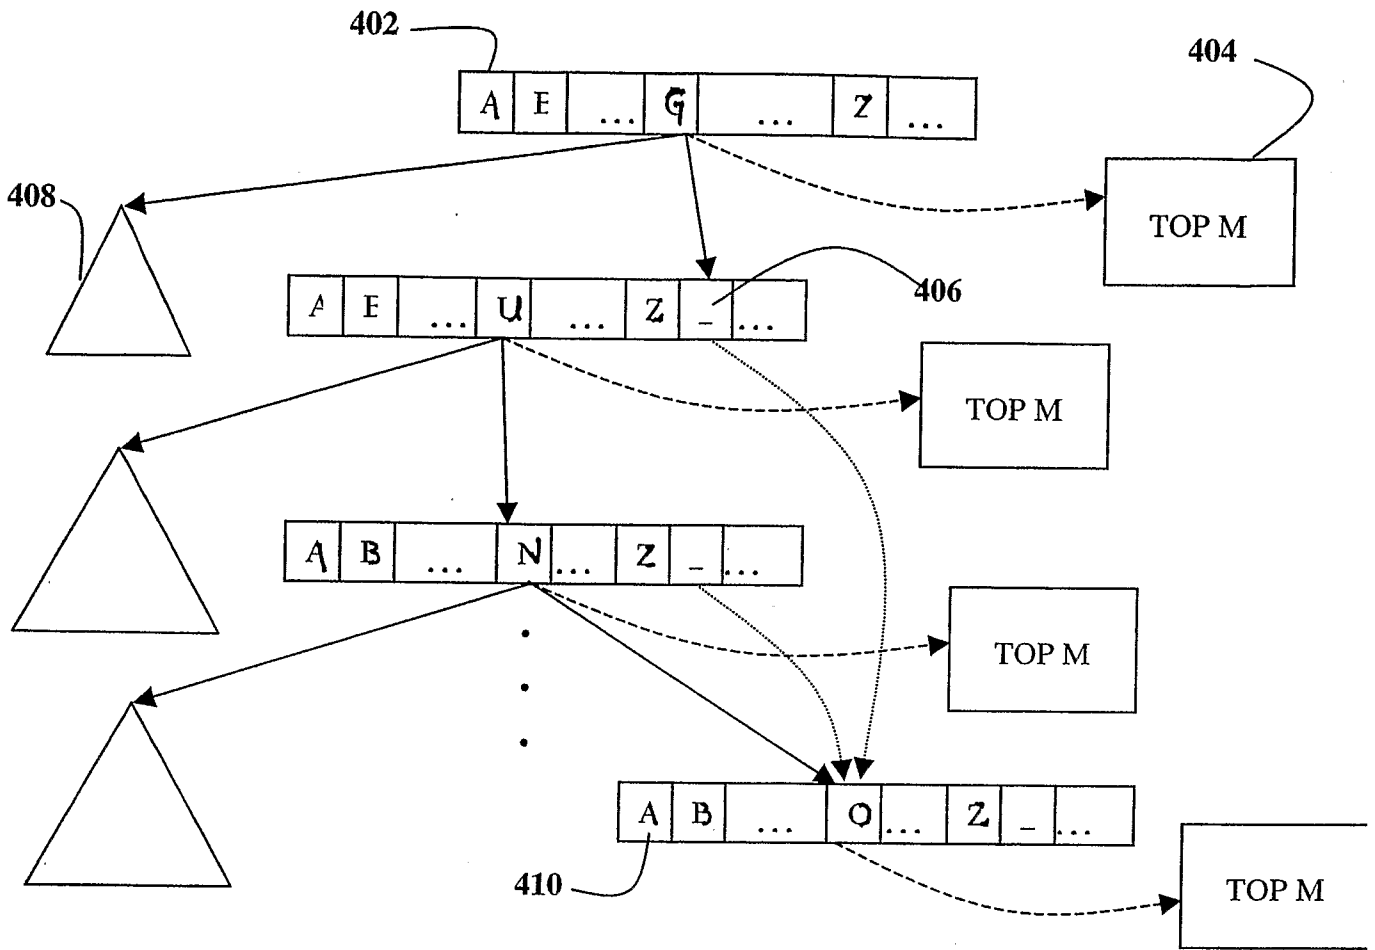 402
404
A E ... G ... Z ...
408
TOP M
406
A E ... U ... Z _ ...
TOP M
A B ... N ... Z _ ...
TOP M
A B ... O ... Z _ ...
410
TOP M